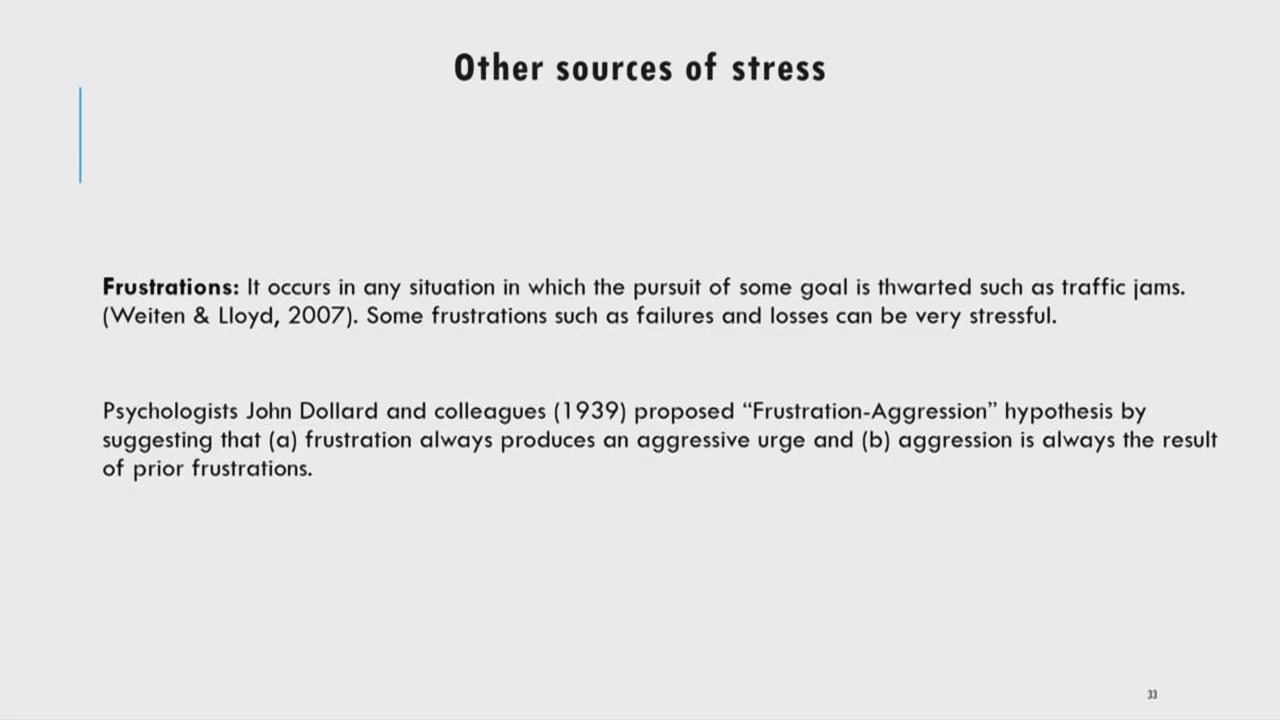 Other sources of stress
Frustrations: It occurs in any situation in which the pursuit of some goal is thwarted such as traffic jams.
(Weiten & Lloyd, 2007). Some frustrations such as failures and losses can be very stressful.
Psychologists John Dollard and colleagues (1939) proposed “Frustration-Aggression” hypothesis by
suggesting that (a) frustration always produces an aggressive urge and (b) aggression is always the result
of prior frustrations.
33